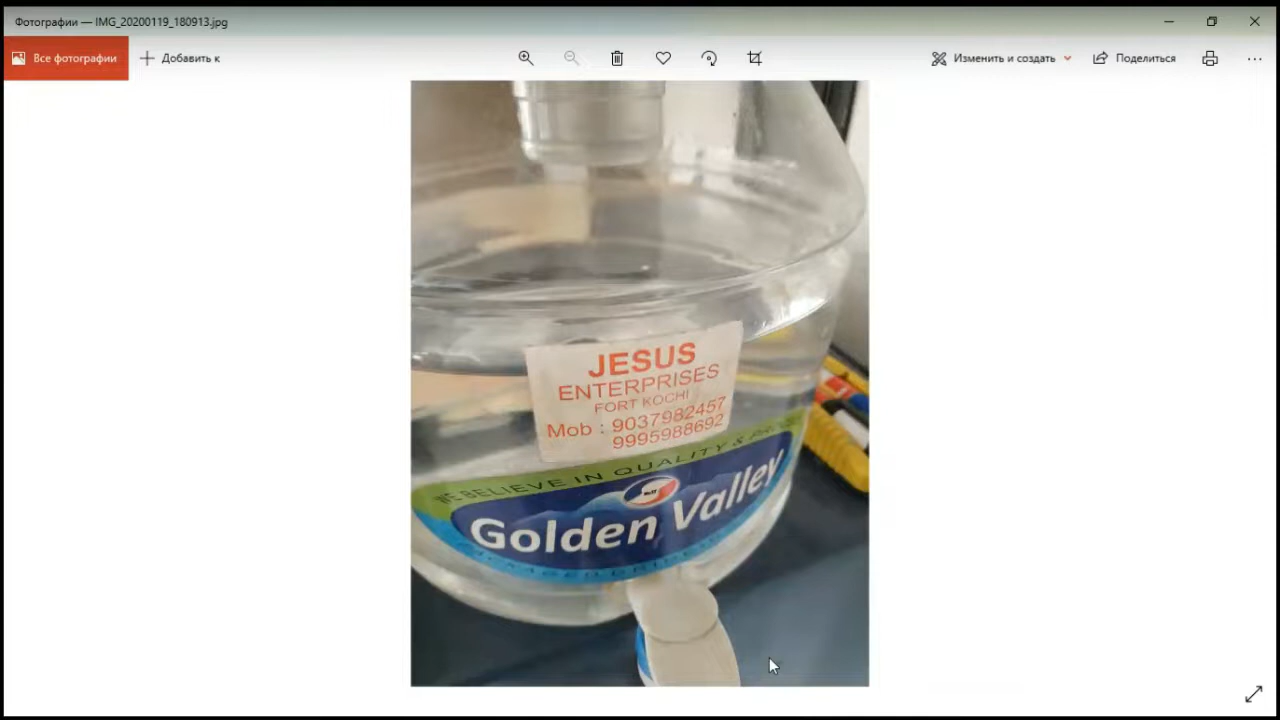 Фотографии — IMG_20200119_180913.jpg
Все фотографии
Добавить к
Изменить и создать
Поделиться
JESUS
ENTERPRISES
FORT KOCHI
Mob : 9037982457
9995988692
WE BELIEVE IN QUALITY &
Golden Valley
PACKAGED